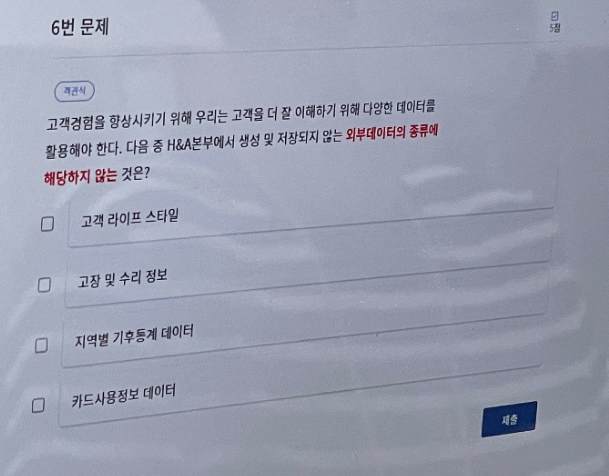 6번 문제
5점
객관식
고객경험을 향상시키기 위해 우리는 고객을 더 잘 이해하기 위해 다양한 데이터를
활용해야 한다. 다음 중 H&A본부에서 생성 및 저장되지 않는 외부데이터의 종류에
해당하지 않는 것은?
고객 라이프 스타일
고장 및 수리 정보
지역별 기후통계 데이터
카드사용정보 데이터
제출